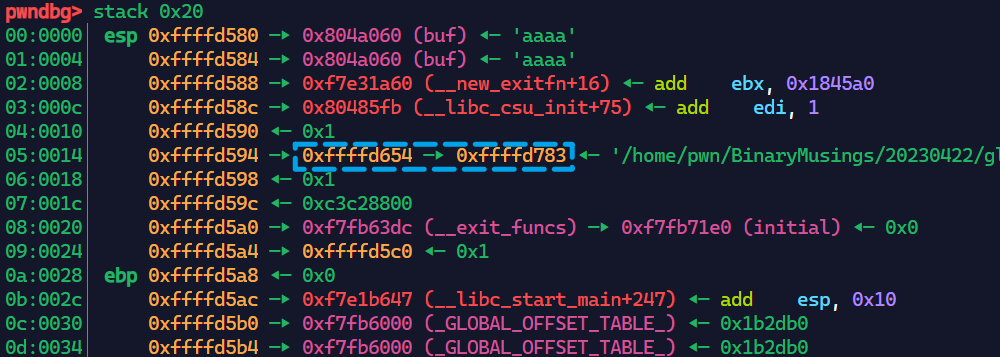 pwndbg> stack 0x20
00:0000│ esp 0xffffd580 —▸ 0x804a060 (buf) ◂— 'aaaa'
01:0004│     0xffffd584 —▸ 0x804a060 (buf) ◂— 'aaaa'
02:0008│     0xffffd588 —▸ 0xf7e31a60 (__new_exitfn+16) ◂— add    ebx, 0x1845a0
03:000c│     0xffffd58c —▸ 0x80485fb (__libc_csu_init+75) ◂— add    edi, 1
04:0010│     0xffffd590 ◂— 0x1
05:0014│     0xffffd594 —▸ 0xffffd654 —▸ 0xffffd783 ◂— '/home/pwn/BinaryMusings/20230422/gl
06:0018│     0xffffd598 ◂— 0x1
07:001c│     0xffffd59c ◂— 0xc3c28800
08:0020│     0xffffd5a0 —▸ 0xf7fb63dc (__exit_funcs) —▸ 0xf7fb71e0 (initial) ◂— 0x0
09:0024│     0xffffd5a4 —▸ 0xffffd5c0 ◂— 0x1
0a:0028│ ebp 0xffffd5a8 ◂— 0x0
0b:002c│     0xffffd5ac —▸ 0xf7e1b647 (__libc_start_main+247) ◂— add    esp, 0x10
0c:0030│     0xffffd5b0 —▸ 0xf7fb6000 (_GLOBAL_OFFSET_TABLE_) ◂— 0x1b2db0
0d:0034│     0xffffd5b4 —▸ 0xf7fb6000 (_GLOBAL_OFFSET_TABLE_) ◂— 0x1b2db0